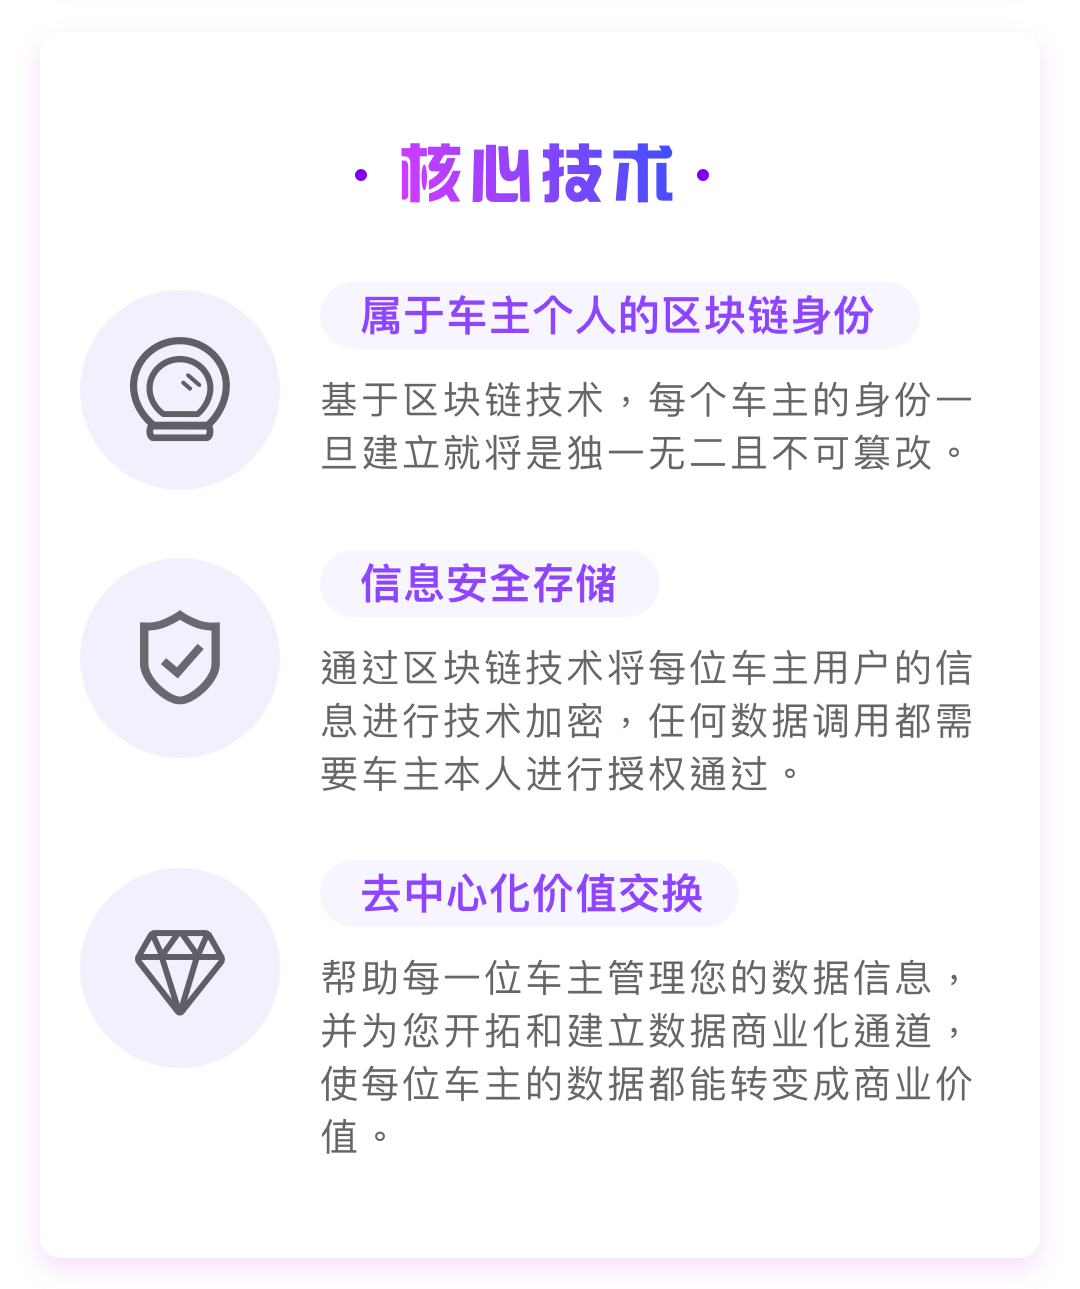 · 核心技术 ·
属于车主个人的区块链身份
基于区块链技术，每个车主的身份一
旦建立就将是独一无二且不可篡改。
信息安全存储
通过区块链技术将每位车主用户的信
息进行技术加密，任何数据调用都需
要车主本人进行授权通过。
去中心化价值交换
帮助每一位车主管理您的数据信息，
并为您开拓和建立数据商业化通道，
使每位车主的数据都能转变成商业价
值。